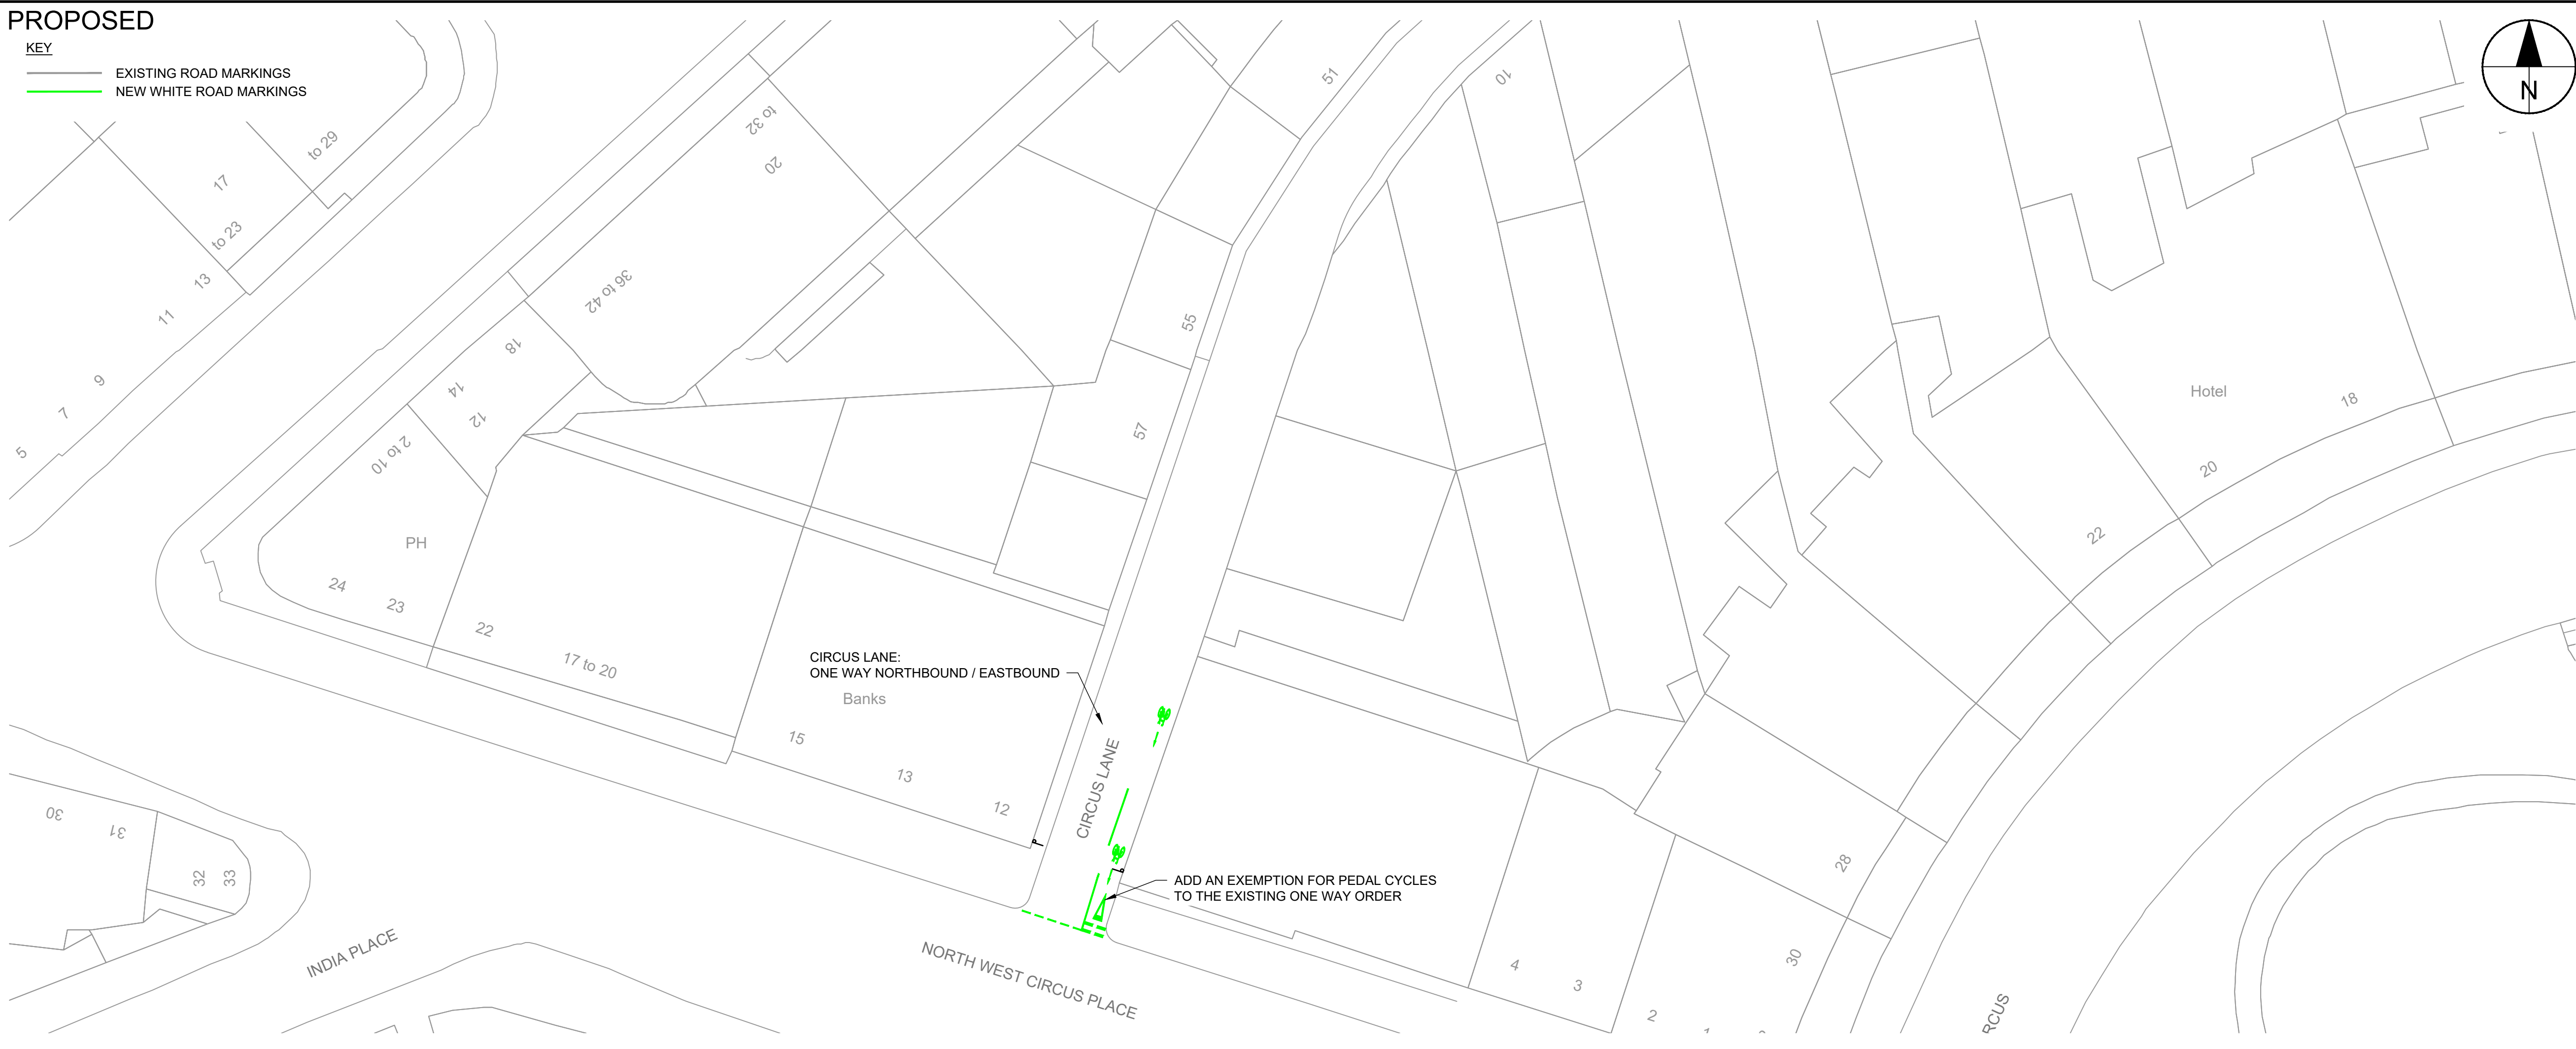 PROPOSED
KEY
EXISTING ROAD MARKINGS
NEW WHITE ROAD MARKINGS
N
51
10
to 32
20
to 29
17
to 23
13
11
9
7
5
36 to 42
18
14
12
2 to 10
55
57
Hotel
18
20
22
PH
24
23
22
17 to 20
CIRCUS LANE:
ONE WAY NORTHBOUND / EASTBOUND
Banks
15
13
12
CIRCUS LANE
30
31
32
33
ADD AN EXEMPTION FOR PEDAL CYCLES
TO THE EXISTING ONE WAY ORDER
28
30
4
3
2
INDIA PLACE
NORTH WEST CIRCUS PLACE
RCUS